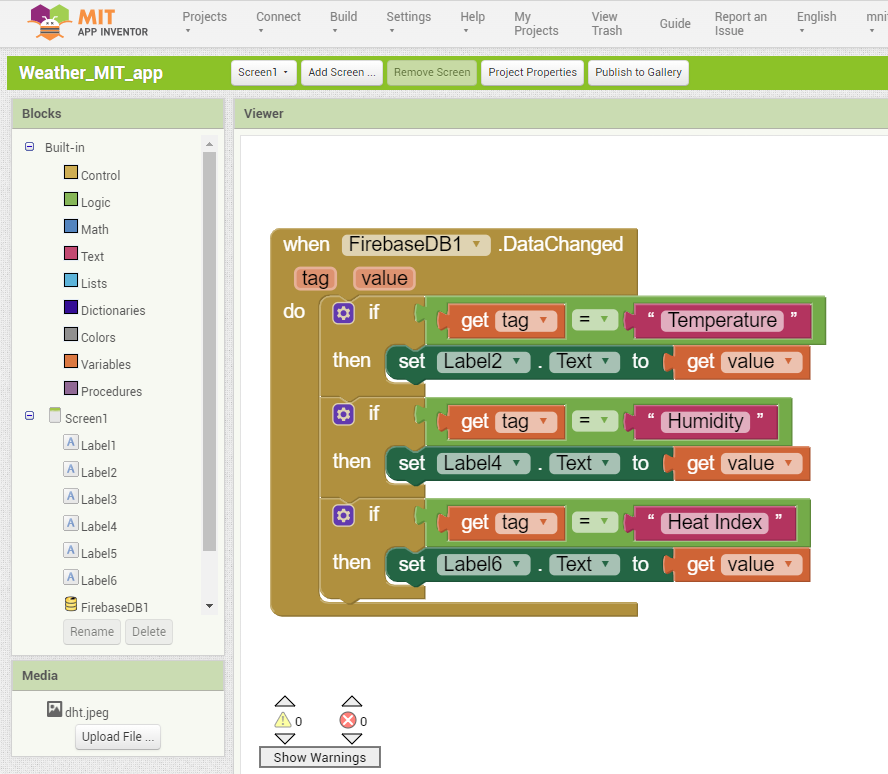 MIT
APP INVENTOR
Projects
Connect
Build
Settings
Help
My Projects
View Trash
Guide
Report an Issue
English
mni
Weather_MIT_app
Screen1
Add Screen ...
Remove Screen
Project Properties
Publish to Gallery
Blocks
Viewer
Built-in
Control
Logic
Math
Text
Lists
Dictionaries
Colors
Variables
Procedures
Screen1
A Label1
A Label2
A Label3
A Label4
A Label5
A Label6
FirebaseDB1
Rename
Delete
Media
dht.jpeg
Upload File ...
when FirebaseDB1 .DataChanged
tag value
do if get tag = “ Temperature ”
then set Label2 . Text to get value
if get tag = “ Humidity ”
then set Label4 . Text to get value
if get tag = “ Heat Index ”
then set Label6 . Text to get value
0 0
Show Warnings